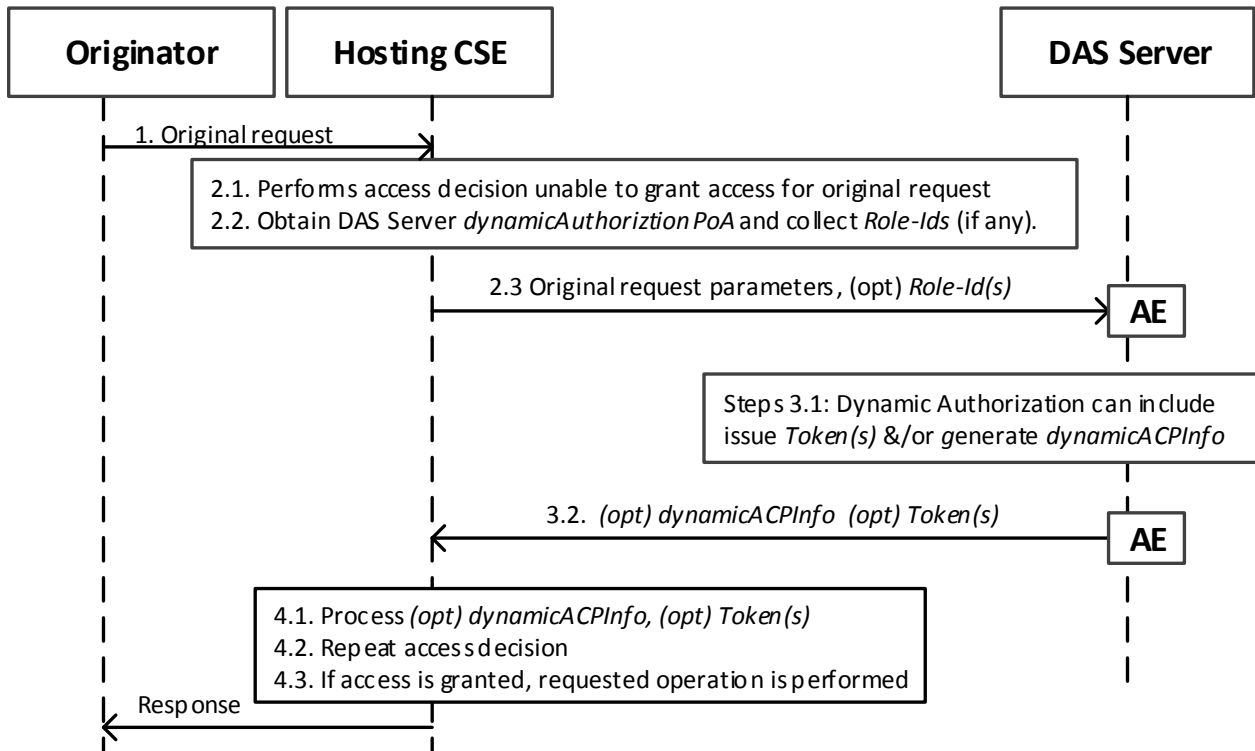 Originator
Hosting CSE
DAS Server
1. Original request
2.1. Performs access decision unable to grant access for original request
2.2. Obtain DAS Server dynamicAuthoriztion PoA and collect Role-Ids (if any).
2.3 Original request parameters, (opt) Role-Id(s)
AE
Steps 3.1: Dynamic Authorization can include
issue Token(s) &/or generate dynamicACPInfo
3.2. (opt) dynamicACPInfo (opt) Token(s)
AE
4.1. Process (opt) dynamicACPInfo, (opt) Token(s)
4.2. Repeat access decision
4.3. If access is granted, requested operation is performed
Response